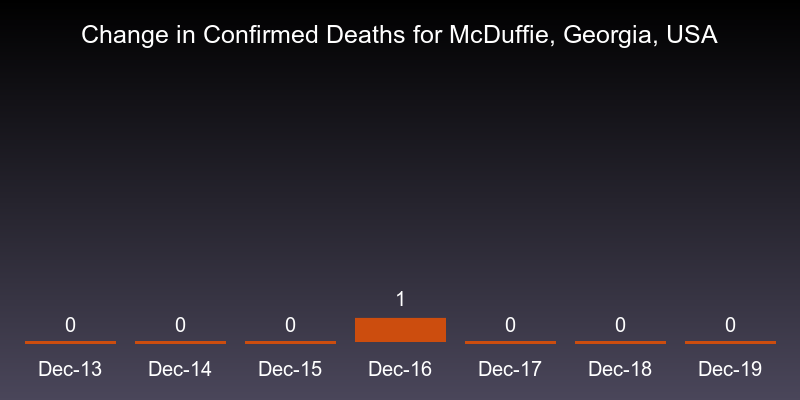 Change in Confirmed Deaths for McDuffie, Georgia, USA
1
0 0 0 0 0 0
Dec-13 Dec-14 Dec-15 Dec-16 Dec-17 Dec-18 Dec-19